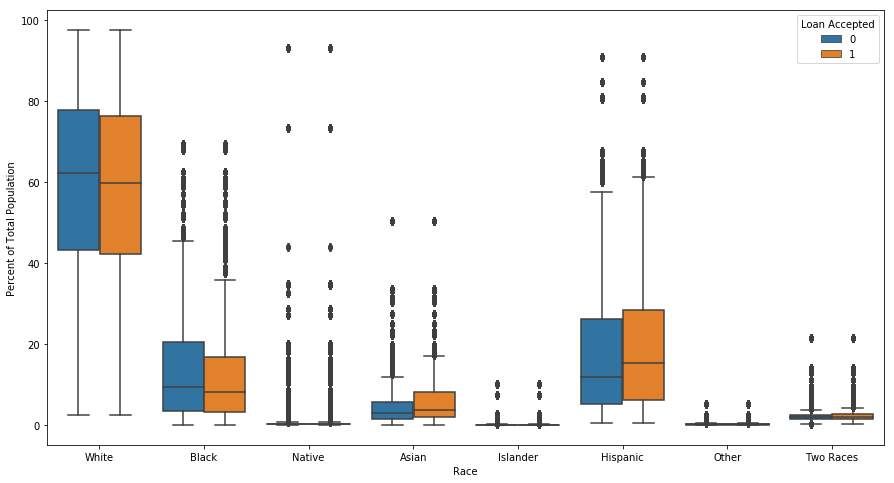 Loan Accepted
0
1
Percent of Total Population
100
80
60
40
20
0
White Black Native Asian Islander Hispanic Other Two Races
Race